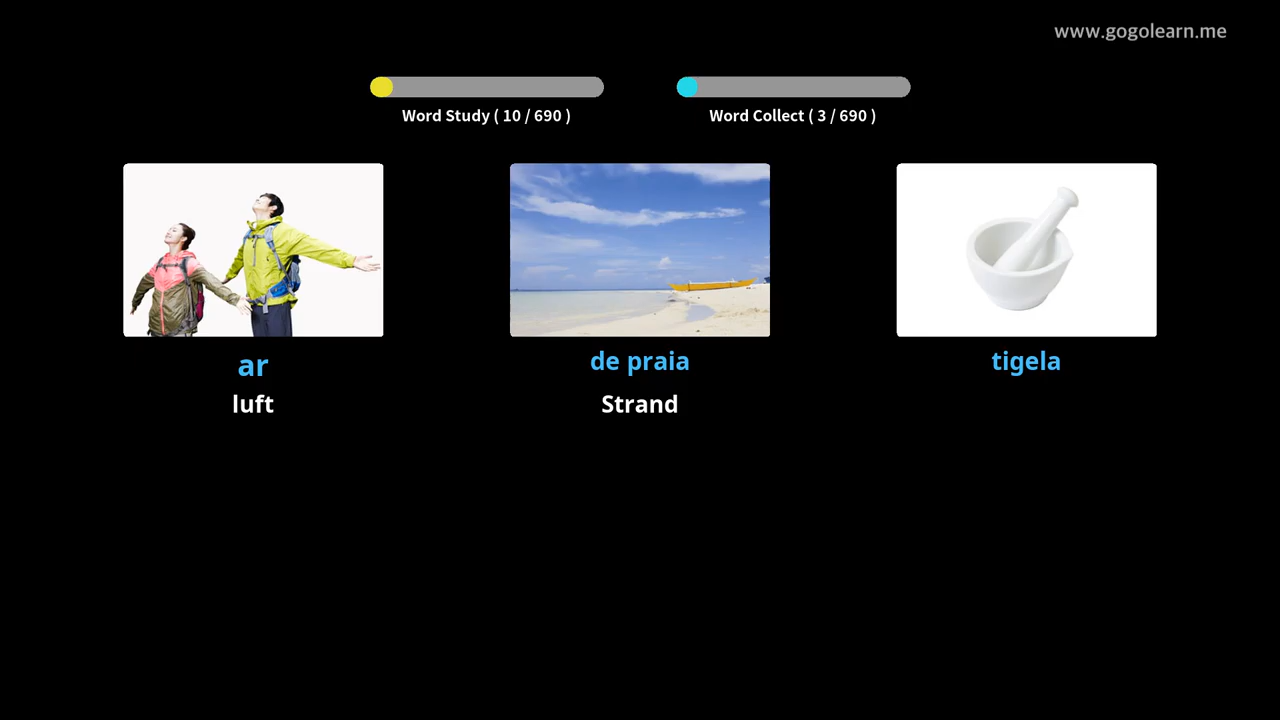 www.gogolearn.me
Word Study ( 10 / 690 )
Word Collect ( 3 / 690 )
ar
de praia
tigela
luft
Strand